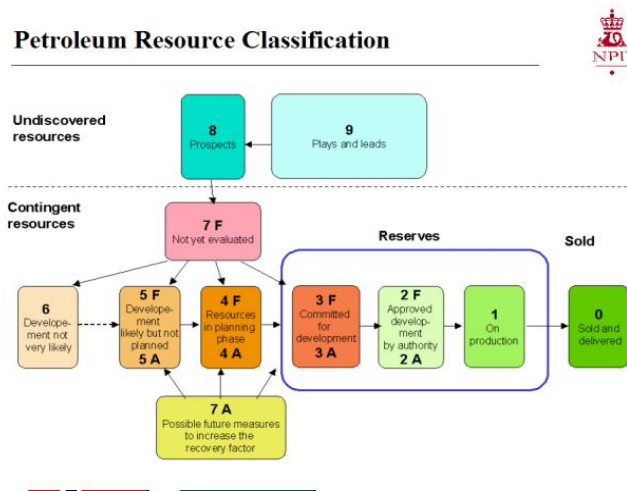 Petroleum Resource Classification
NPD
Undiscovered
resources
8
Prospects
9
Plays and leads
Contingent
resources
7 F
Not yet evaluated
Reserves
Sold
6
Develope-
ment not
very likely
5 F
Developement
likely but not
planned
5 A
4 F
Resources
in planning
phase
4 A
3 F
Committed
for
development
3 A
2 F
Approved
develop-
ment
by authority
2 A
1
On
production
0
Sold and
delivered
7 A
Possible future measures
to increase the
recovery factor